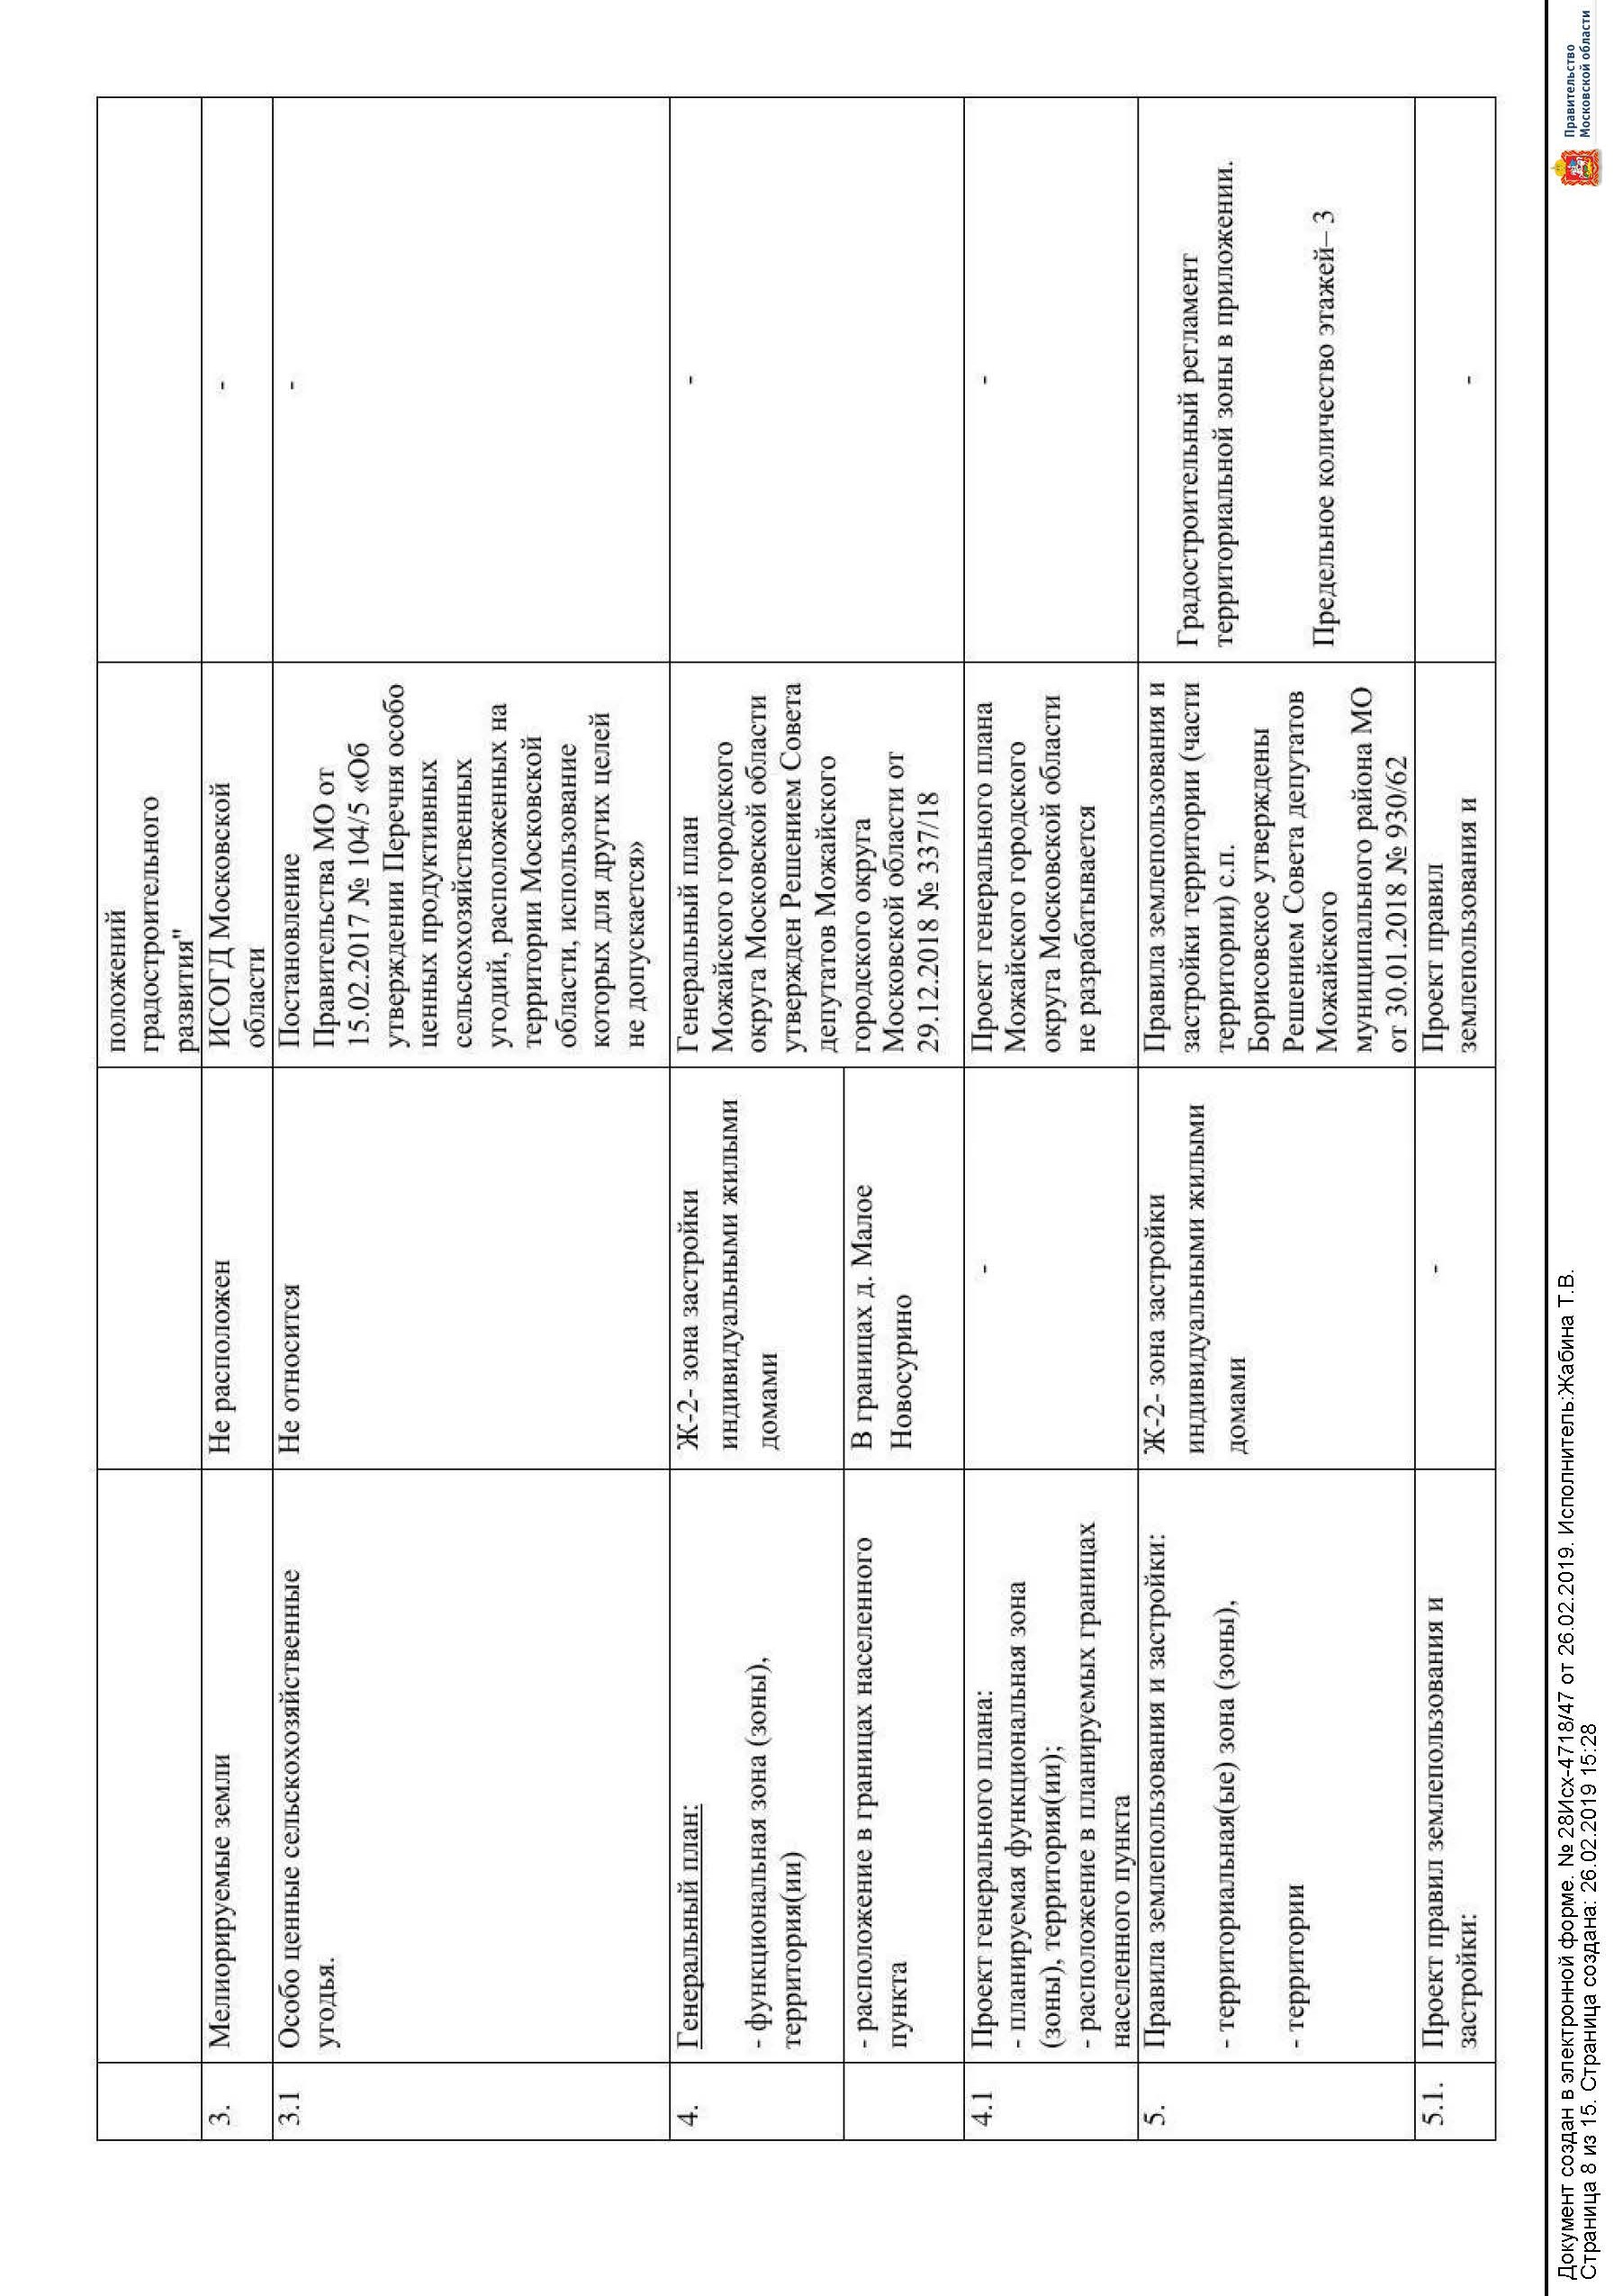 положений
градостроительного
развития"
3.
Мелиорируемые земли
Не расположен
ИСОГД Московской
области
-
3.1
Особо ценные сельскохозяйственные
угодья.
Не относится
Постановление
Правительства МО от
15.02.2017 № 104/5 «Об
утверждении Перечня особо
ценных продуктивных
сельскохозяйственных
угодий, расположенных на
территории Московской
области, использование
которых для других целей
не допускается»
-
4.
Генеральный план:
- функциональная зона (зоны),
территория(ии)
Ж-2- зона застройки
индивидуальными жилыми
домами
- расположение в границах населенного
пункта
В границах д. Малое
Новосурино
Генеральный план
Можайского городского
округа Московской области
утвержден Решением Совета
депутатов Можайского
городского округа
Московской области от
29.12.2018 № 337/18
-
4.1
Проект генерального плана:
- планируемая функциональная зона
(зоны), территория(ии);
- расположение в планируемых границах
населенного пункта
-
Проект генерального плана
Можайского городского
округа Московской области
не разрабатывается
-
5.
Правила землепользования и застройки:
- территориальная(ые) зона (зоны),
- территории
Ж-2- зона застройки
индивидуальными жилыми
домами
Правила землепользования и
застройки территории (части
территории) с.п.
Борисовское утверждены
Решением Совета депутатов
Можайского
муниципального района МО
от 30.01.2018 № 930/62
Градостроительный регламент
территориальной зоны в приложении.
Предельное количество этажей– 3
5.1.
Проект правил землепользования и
застройки:
-
Проект правил
землепользования и
-
Документ создан в электронной форме. № 28Исх-4718/47 от 26.02.2019. Исполнитель:Жабина Т.В.
Страница 8 из 15. Страница создана: 26.02.2019 15:28
Правительство
Московской области